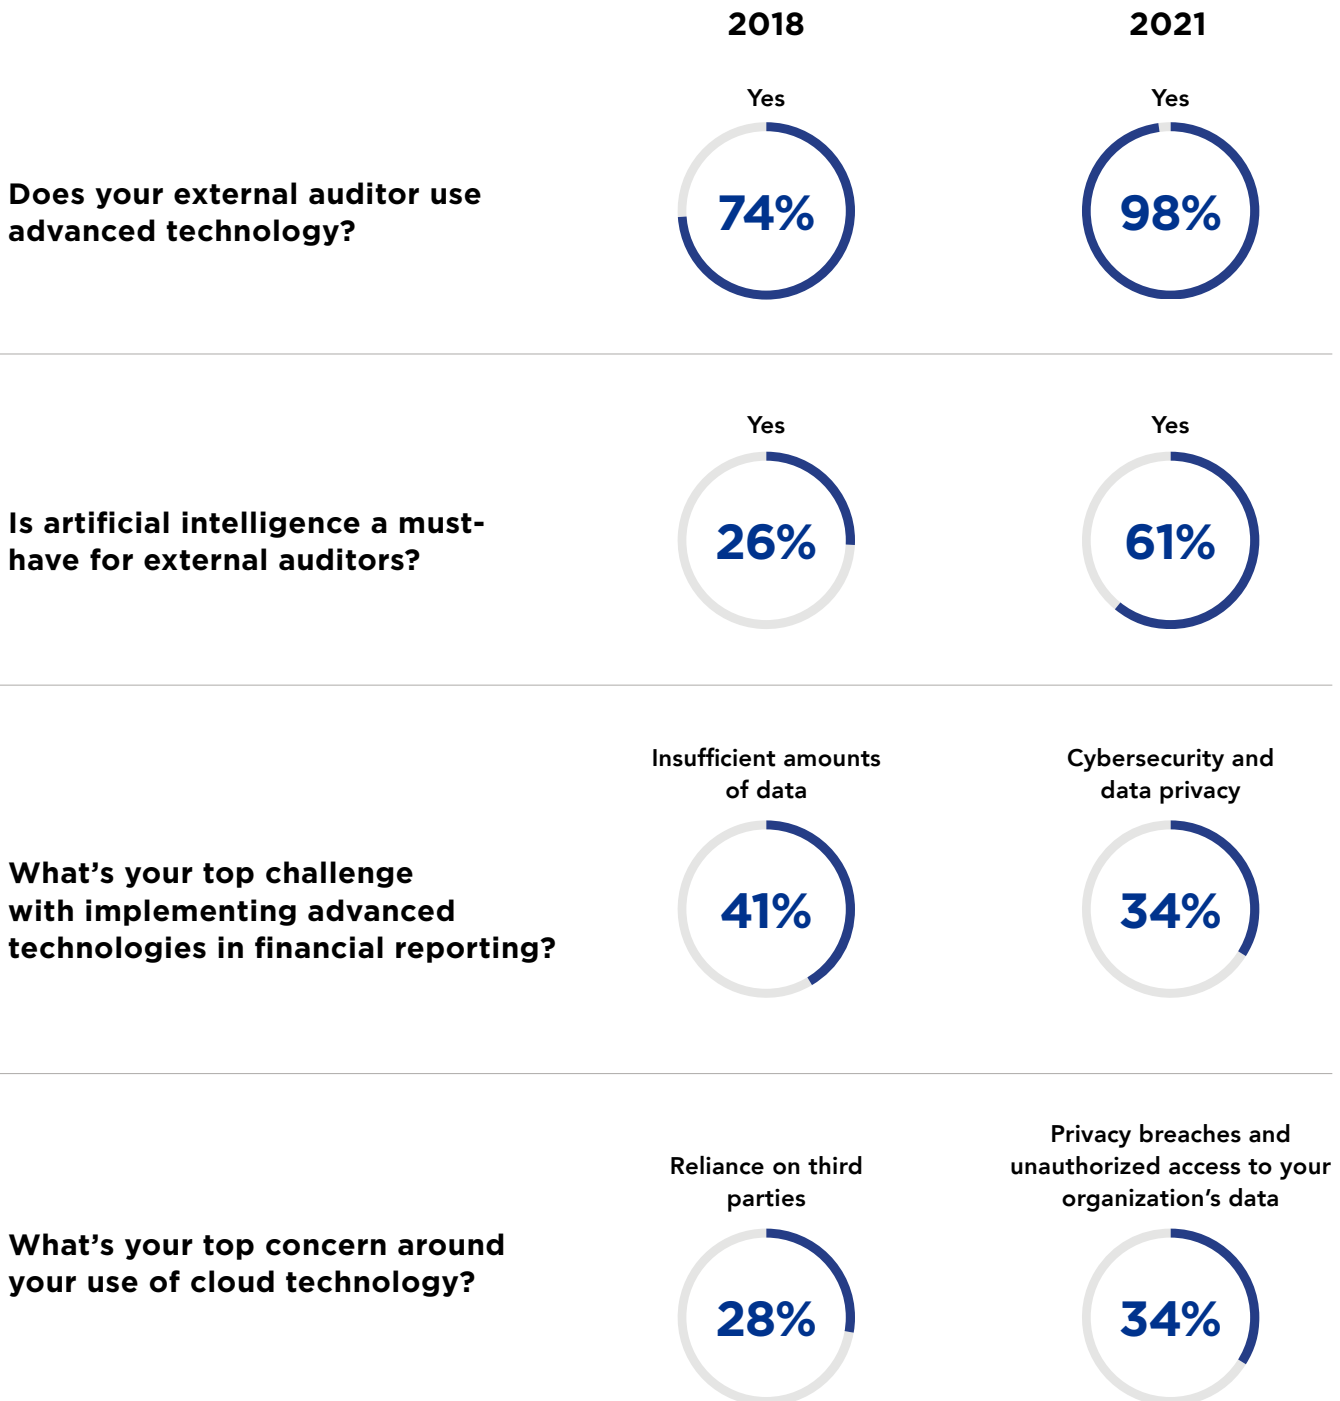 2018
2021
Does your external auditor use
advanced technology?
Yes
74%
Yes
98%
Is artificial intelligence a must-
have for external auditors?
Yes
26%
Yes
61%
What’s your top challenge
with implementing advanced
technologies in financial reporting?
Insufficient amounts
of data
41%
Cybersecurity and
data privacy
34%
What’s your top concern around
your use of cloud technology?
Reliance on third
parties
28%
Privacy breaches and
unauthorized access to your
organization’s data
34%